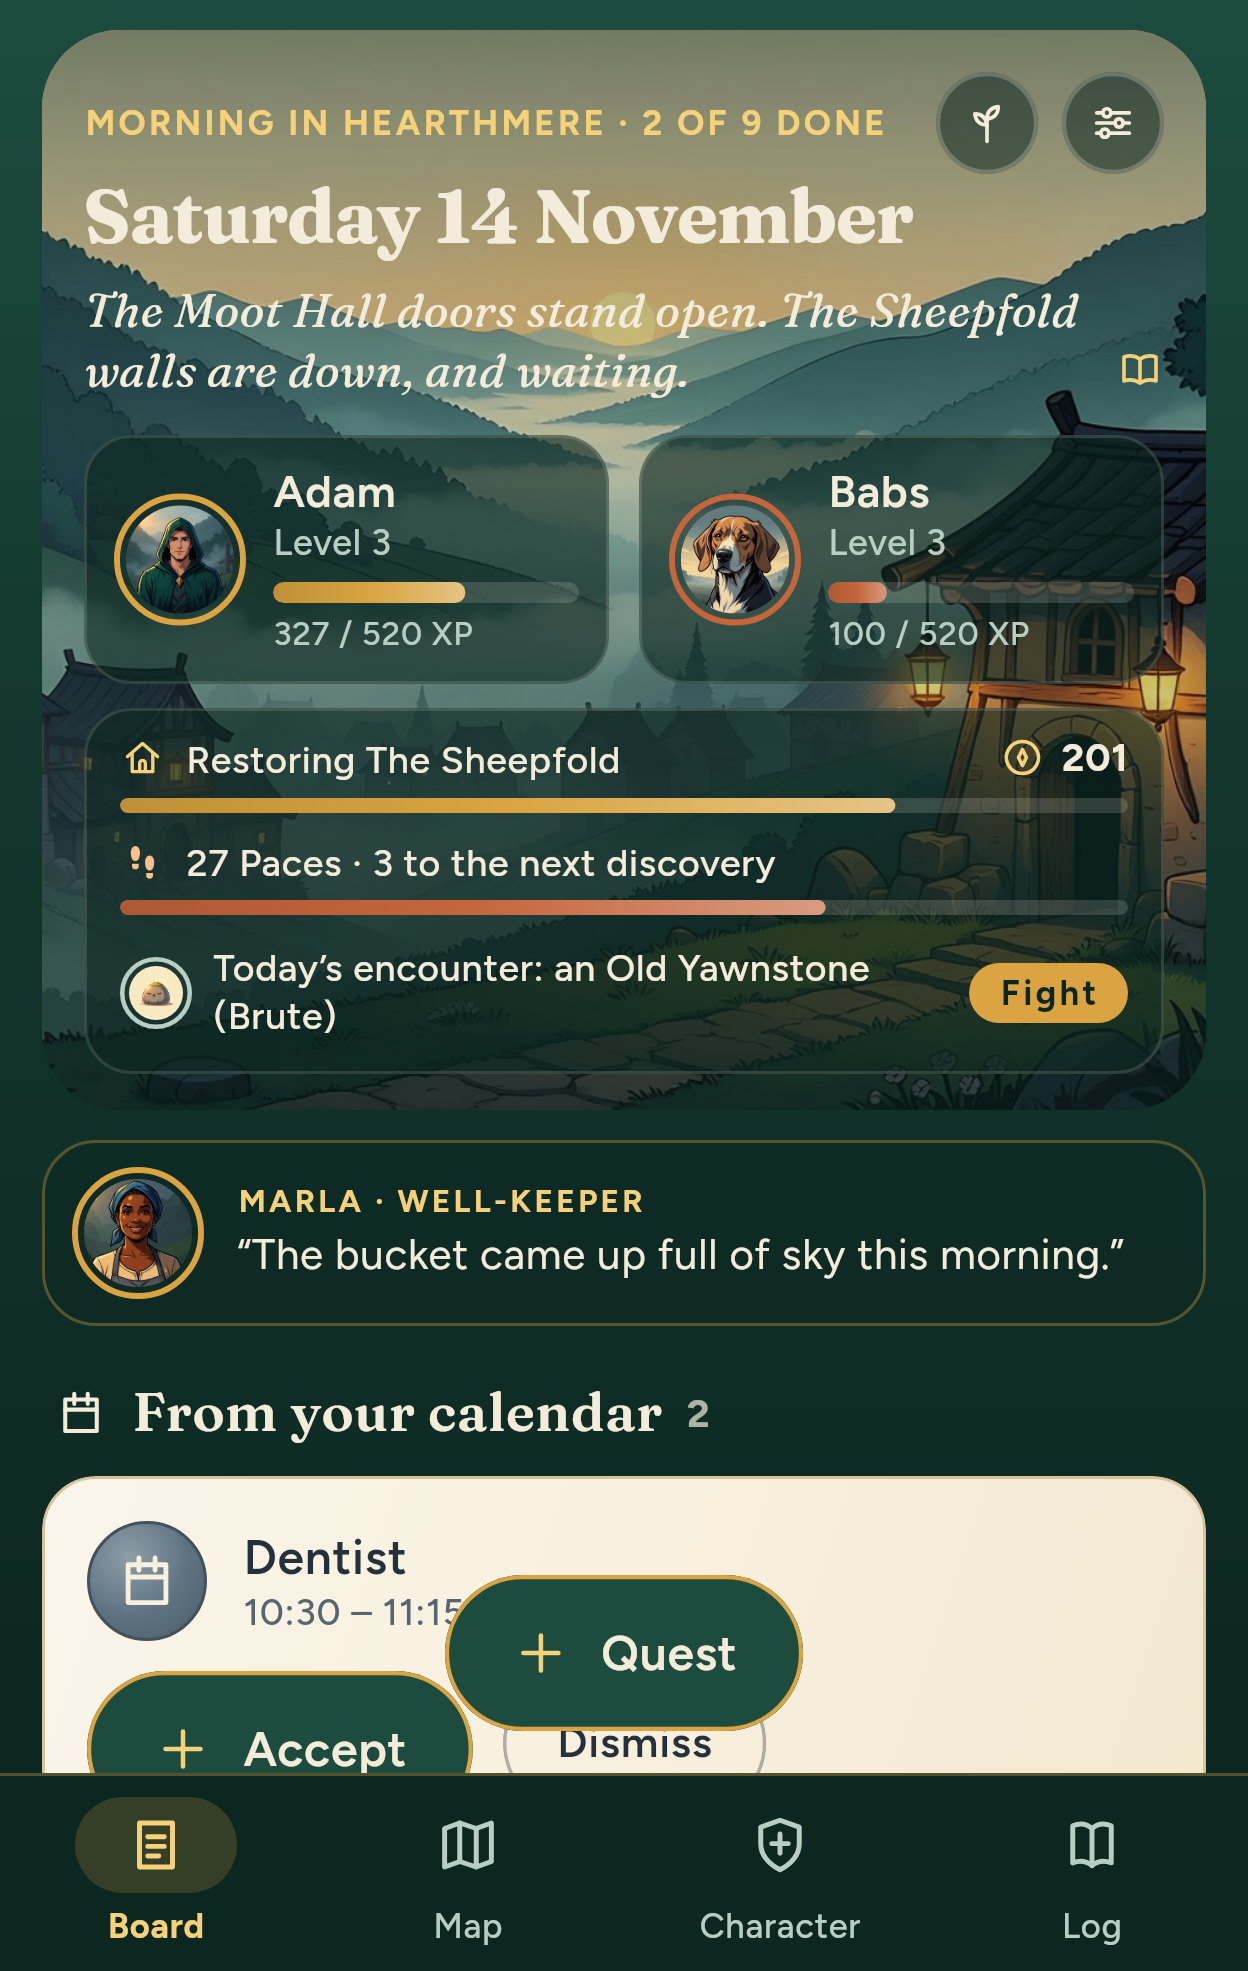 MORNING IN HEARTHMERE · 2 OF 9 DONE
Saturday 14 November
The Moot Hall doors stand open. The Sheepfold
walls are down, and waiting.
Adam
Level 3
327 / 520 XP
Babs
Level 3
100 / 520 XP
Restoring The Sheepfold
201
27 Paces · 3 to the next discovery
Today’s encounter: an Old Yawnstone
(Brute)
Fight
MARLA · WELL-KEEPER
“The bucket came up full of sky this morning.”
From your calendar 2
Dentist
10:30 – 11:15
Quest
Accept
Dismiss
Board
Map
Character
Log